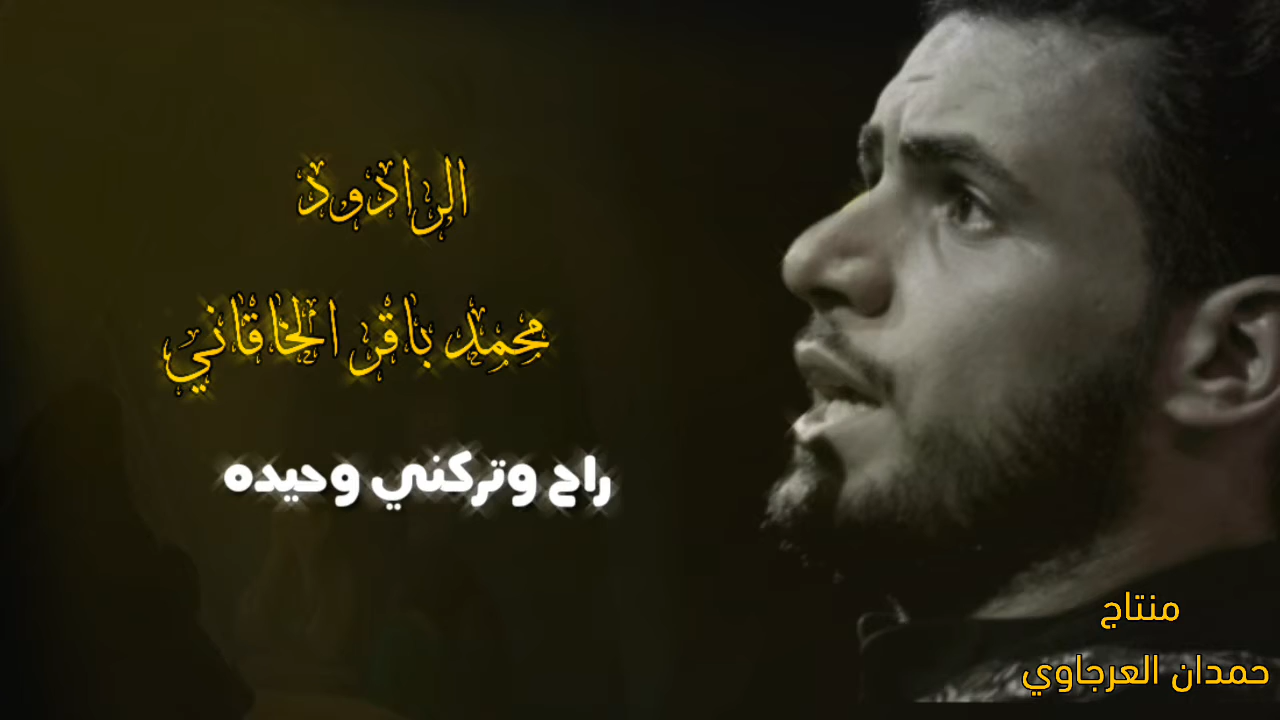 الرادود
محمد باقر الخاقاني
راح وتركني وحيده
منتاج
حمدان العرجاوي